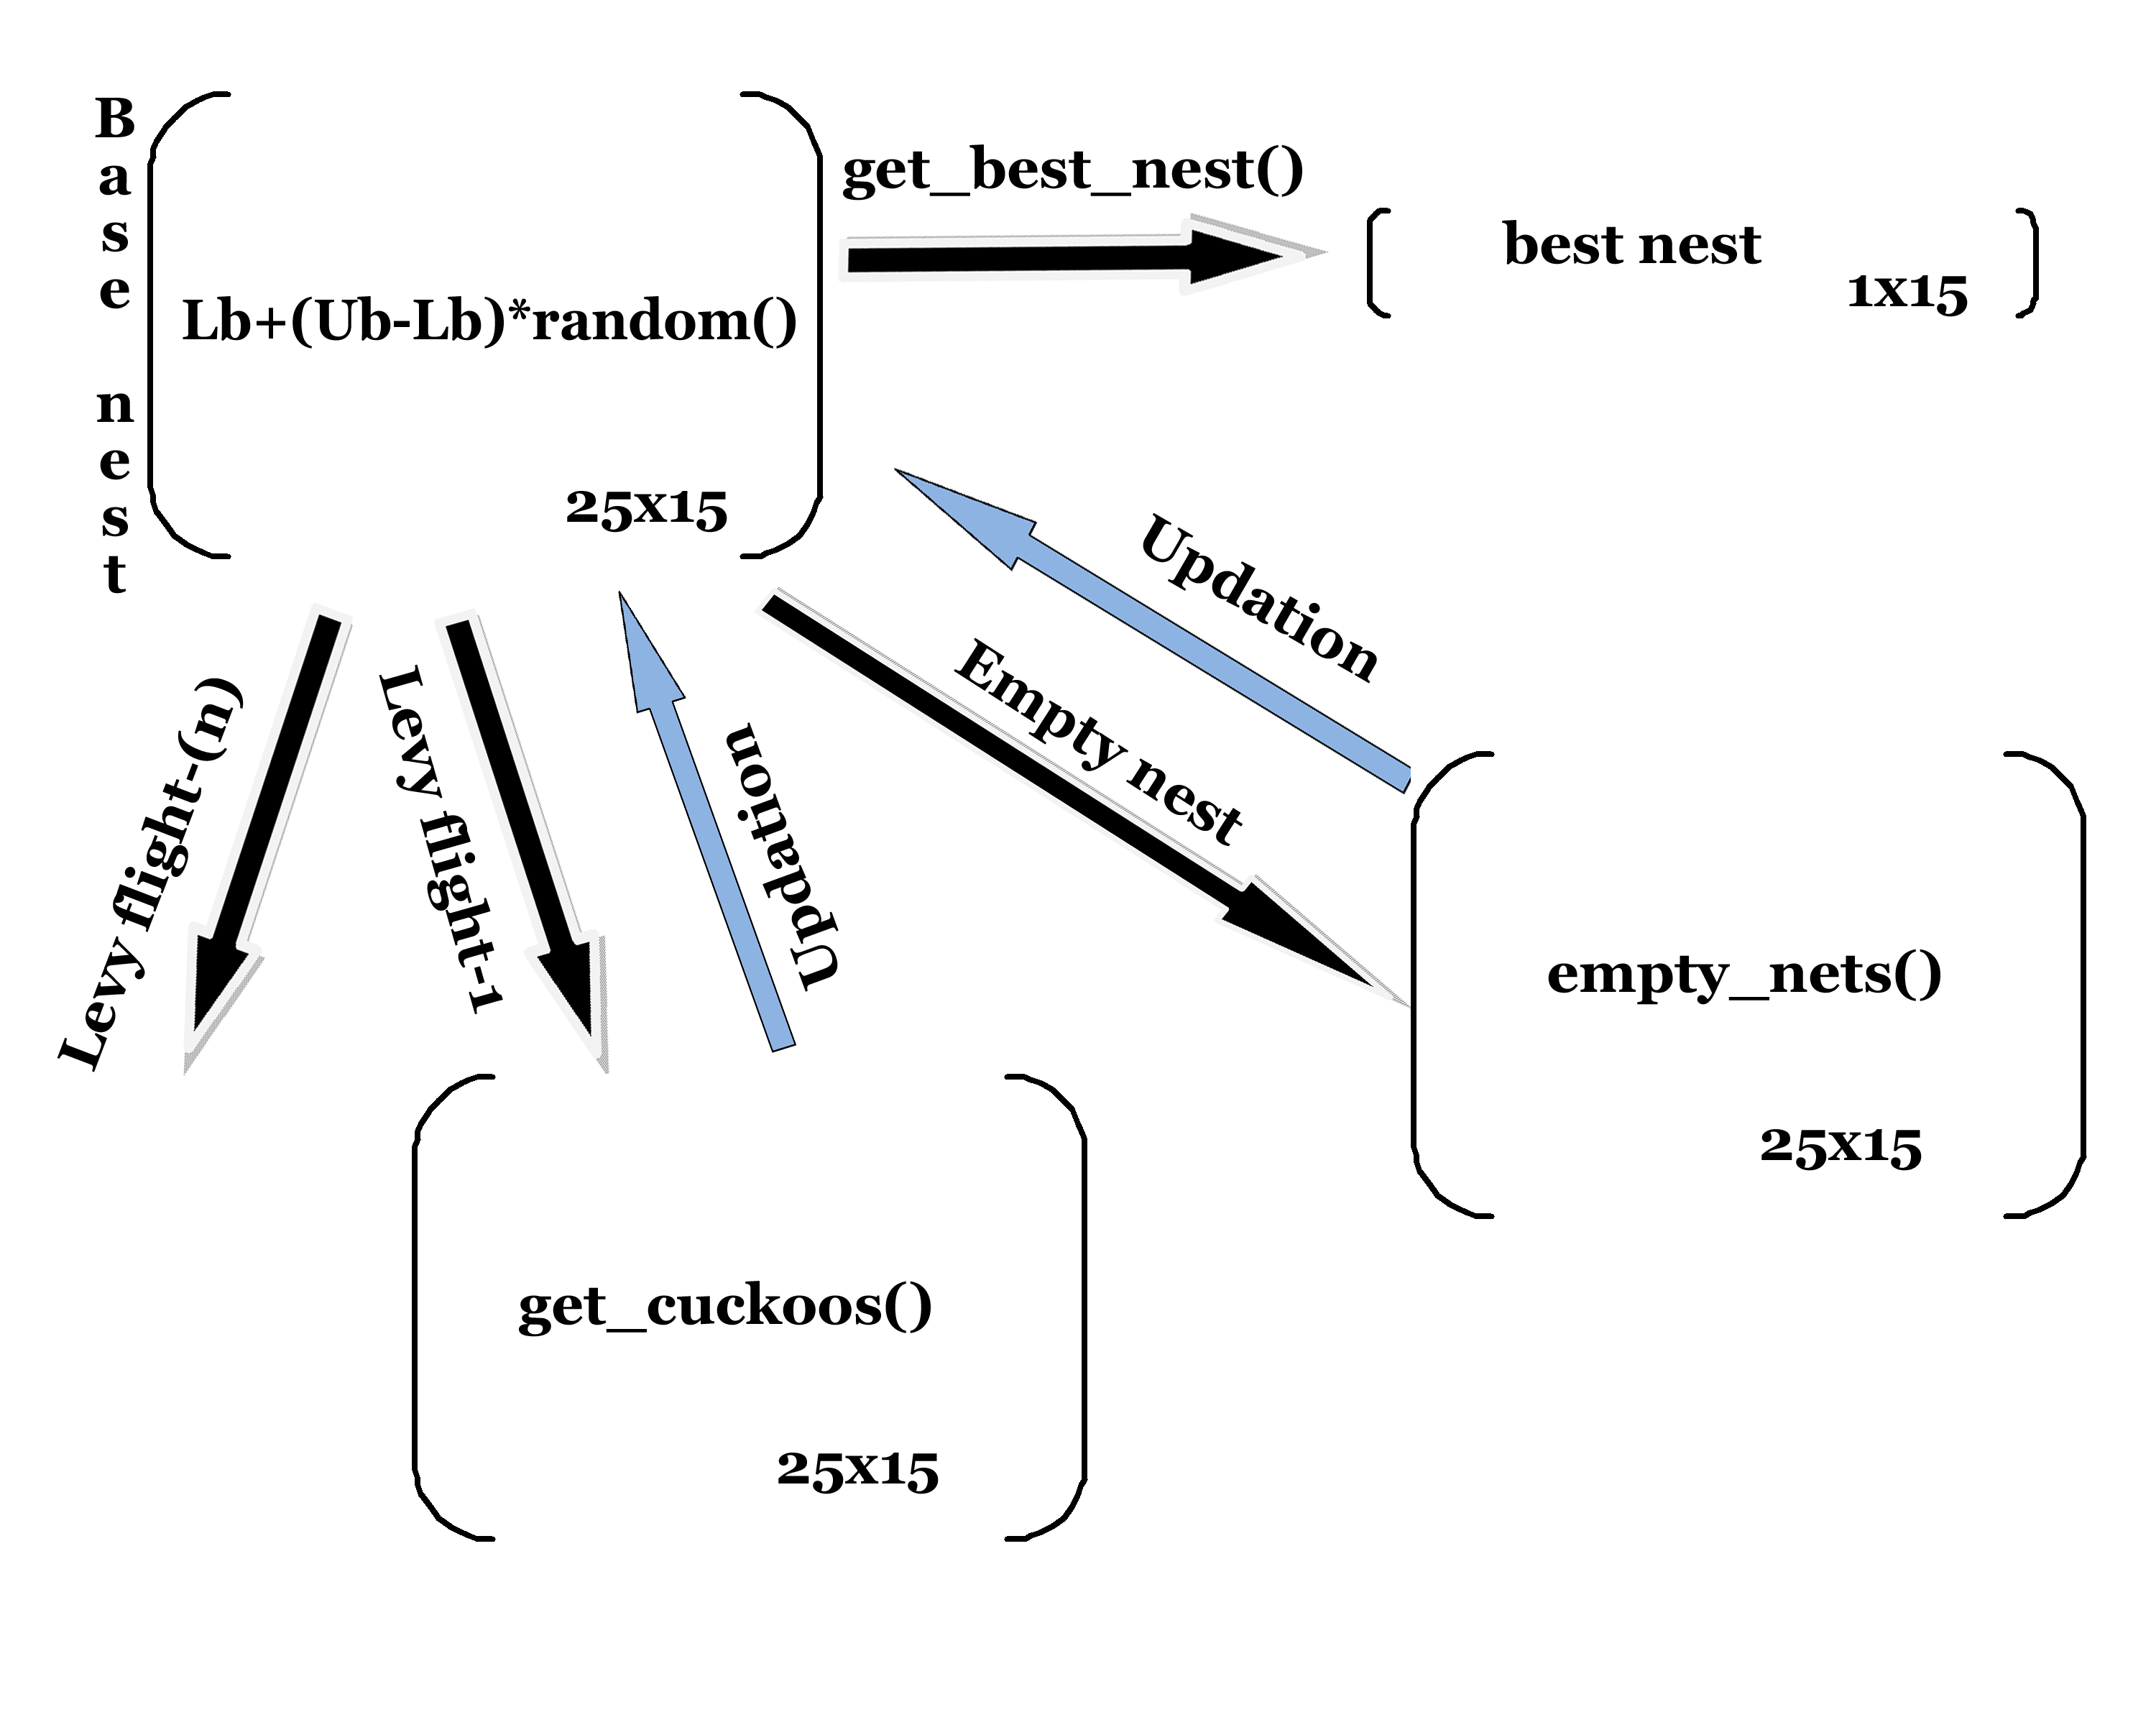 Base nest
Lb+(Ub-Lb)*random()
25x15
get_best_nest()
best nest
1x15
Updation
Empty nest
Levy flight-(n)
Levy flight-1
Updation
empty_nets()
25x15
get_cuckoos()
25x15